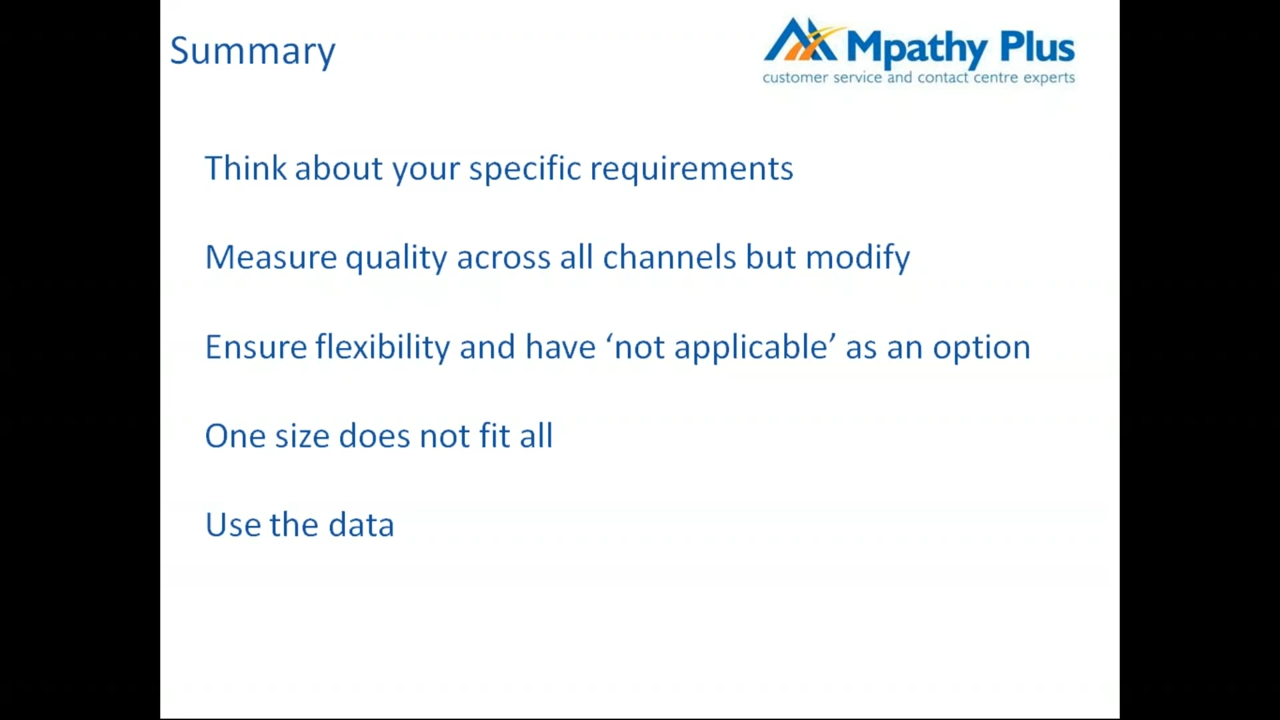 Summary
Mpathy Plus
customer service and contact centre experts
Think about your specific requirements
Measure quality across all channels but modify
Ensure flexibility and have ‘not applicable’ as an option
One size does not fit all
Use the data